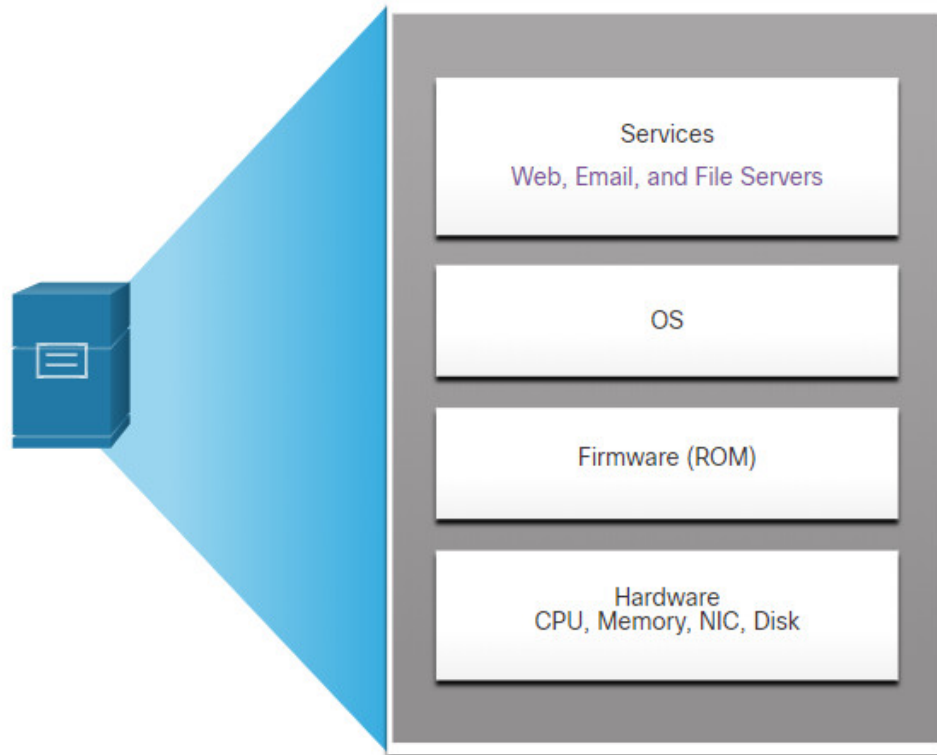 Services
Web, Email, and File Servers
OS
Firmware (ROM)
Hardware
CPU, Memory, NIC, Disk